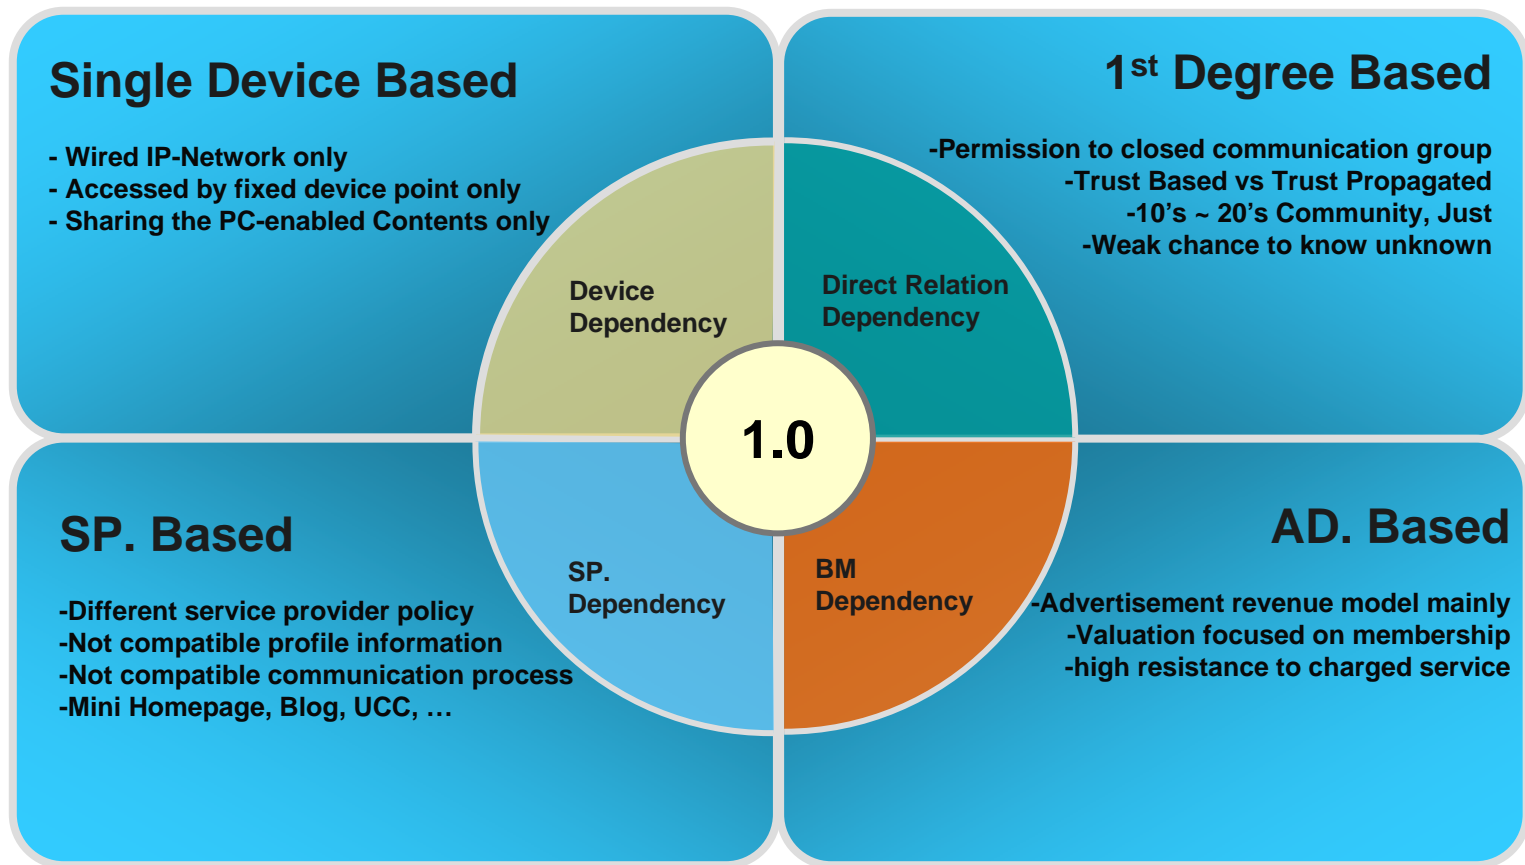 Single Device Based
- Wired IP-Network only
- Accessed by fixed device point only
- Sharing the PC-enabled Contents only
1st Degree Based
-Permission to closed communication group
-Trust Based vs Trust Propagated
-10's ~ 20's Community, Just
-Weak chance to know unknown
Device
Dependency
Direct Relation
Dependency
1.0
SP.
Dependency
BM
Dependency
SP. Based
-Different service provider policy
-Not compatible profile information
-Not compatible communication process
-Mini Homepage, Blog, UCC, …
AD. Based
-Advertisement revenue model mainly
-Valuation focused on membership
-high resistance to charged service